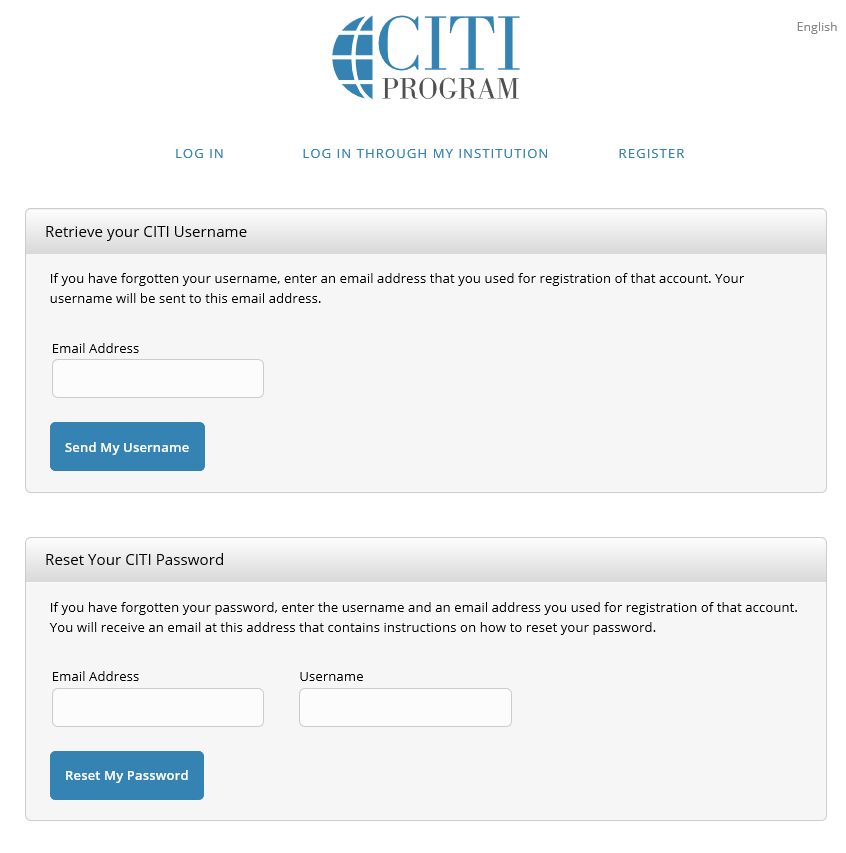 CITI
PROGRAM
English
LOG IN
LOG IN THROUGH MY INSTITUTION
REGISTER
Retrieve your CITI Username
If you have forgotten your username, enter an email address that you used for registration of that account. Your
username will be sent to this email address.
Email Address
Send My Username
Reset Your CITI Password
If you have forgotten your password, enter the username and an email address you used for registration of that account.
You will receive an email at this address that contains instructions on how to reset your password.
Email Address
Username
Reset My Password